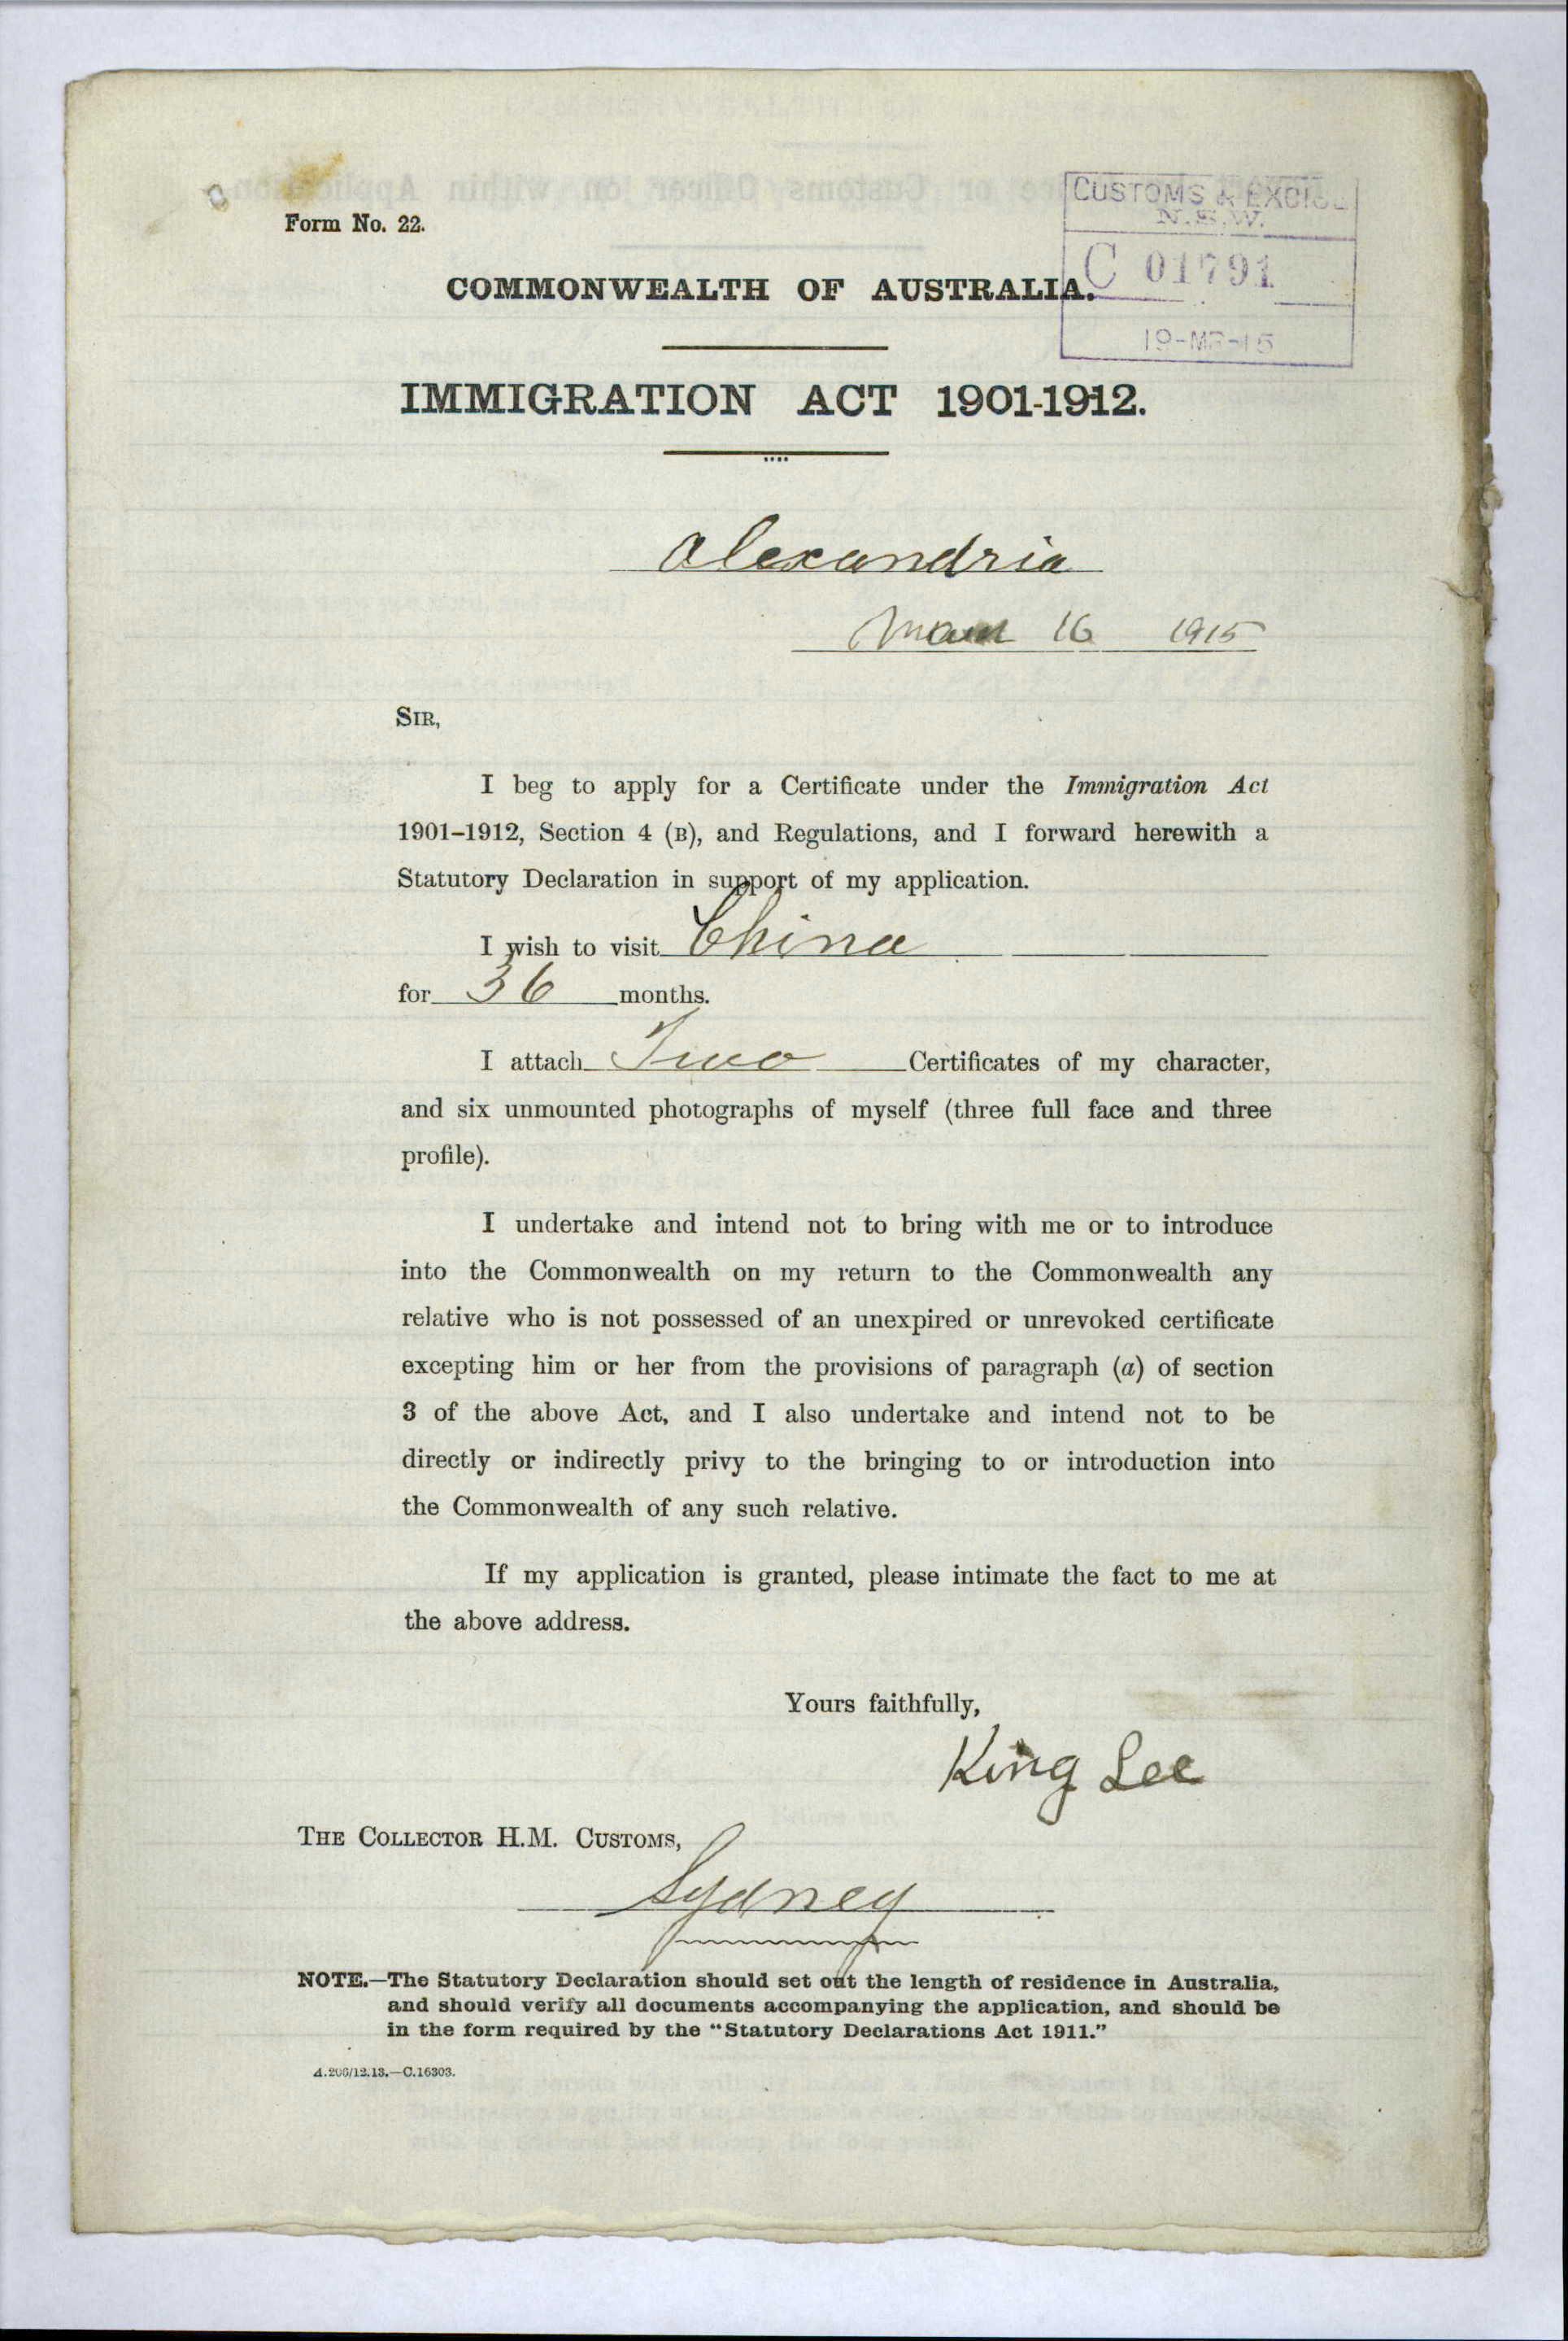 CUSTOMS & EXCISE
N.S.W.
C 01791
19-MR-15
Form No. 22.
COMMONWEALTH OF AUSTRALIA.
IMMIGRATION ACT 1901-1912.
Alexandria
16 1915
SIR,
I beg to apply for a Certificate under the Immigration Act
1901–1912, Section 4 (B), and Regulations, and I forward herewith a
Statutory Declaration in support of my application.
I wish to visit China
for 36 months.
I attach Two Certificates of my character,
and six unmounted photographs of myself (three full face and three
profile).
I undertake and intend not to bring with me or to introduce
into the Commonwealth on my return to the Commonwealth any
relative who is not possessed of an unexpired or unrevoked certificate
excepting him or her from the provisions of paragraph (a) of section
3 of the above Act, and I also undertake and intend not to be
directly or indirectly privy to the bringing to or introduction into
the Commonwealth of any such relative.
If my application is granted, please intimate the fact to me at
the above address.
Yours faithfully,
King Lee
THE COLLECTOR H.M. CUSTOMS,
Sydney
NOTE.—The Statutory Declaration should set out the length of residence in Australia,
and should verify all documents accompanying the application, and should be
in the form required by the "Statutory Declarations Act 1911."
A.206/12.13.—C.16303.